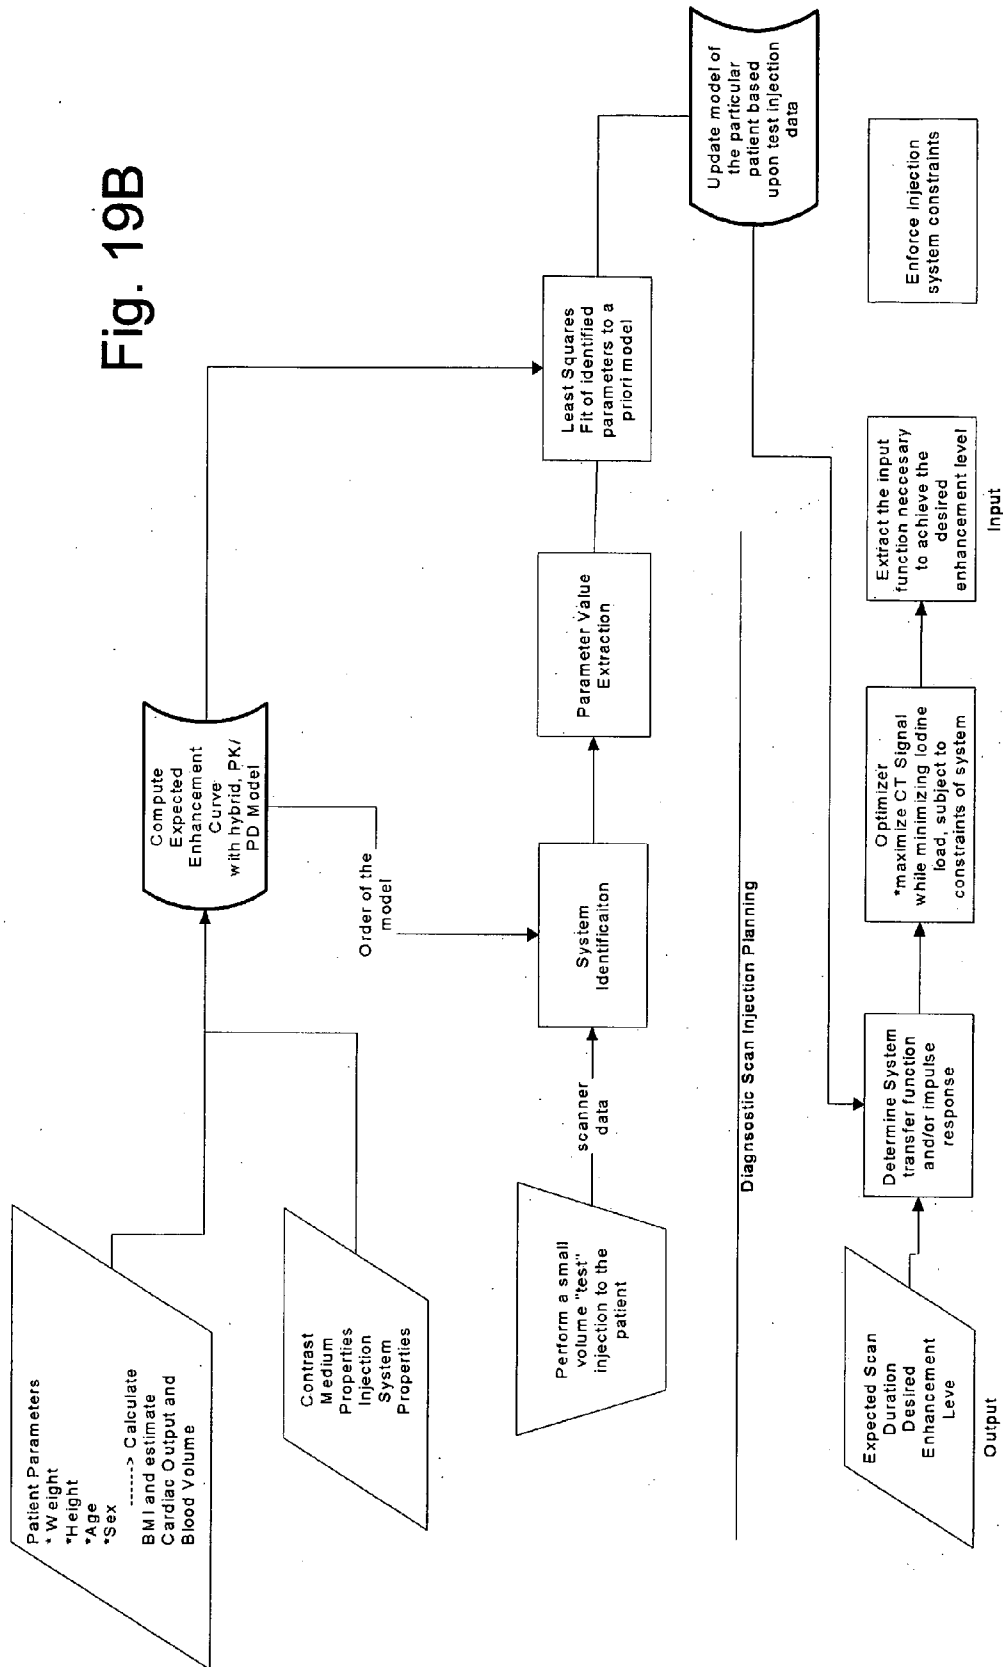 Fig. 19B
Patient Parameters
* Weight
*Height
*Age
*Sex
------> Calculate
BMI and estimate
Cardiac Output and
Blood Volume
Compute
Expected
Enhancement
Curve
with hybrid, PK/
PD Model
Contrast
Medium
Properties
Injection
System
Properties
Order of the
model
Perform a small
volume "test"
injection to the
patient
scanner
data
System
Identificaiton
Parameter Value
Extraction
Least Squares
Fit of identified
parameters to a
priori model
Update model of
the particular
patient based
upon test injection
data
Diagnsostic Scan Injection Planning
Expected Scan
Duration
Desired
Enhancement
Leve
Output
Determine System
transfer function
and/or impulse
response
Optimizer
*maximize CT Signal
while minimizing Iodine
load, subject to
constraints of system
Extract the input
function neccesary
to achieve the
desired
enhancement level
Input
Enforce Injection
system constraints